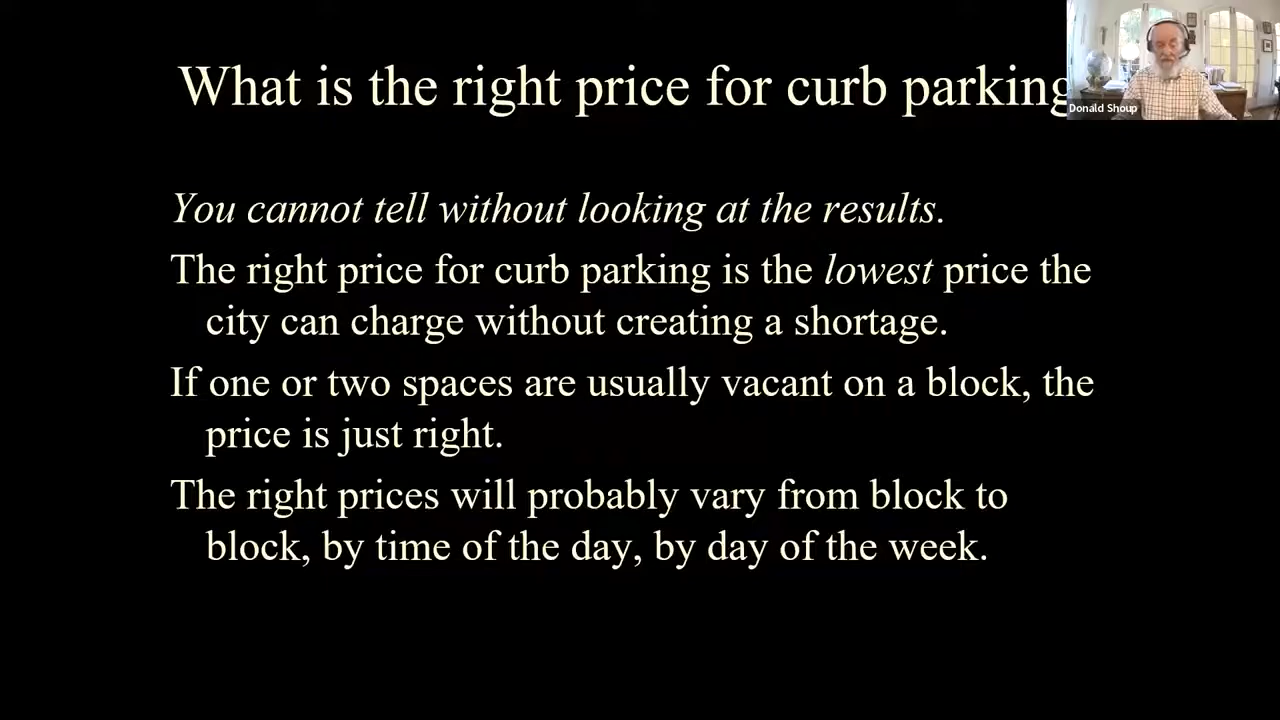 What is the right price for curb parking
Donald Shoup
You cannot tell without looking at the results.
The right price for curb parking is the lowest price the
city can charge without creating a shortage.
If one or two spaces are usually vacant on a block, the
price is just right.
The right prices will probably vary from block to
block, by time of the day, by day of the week.